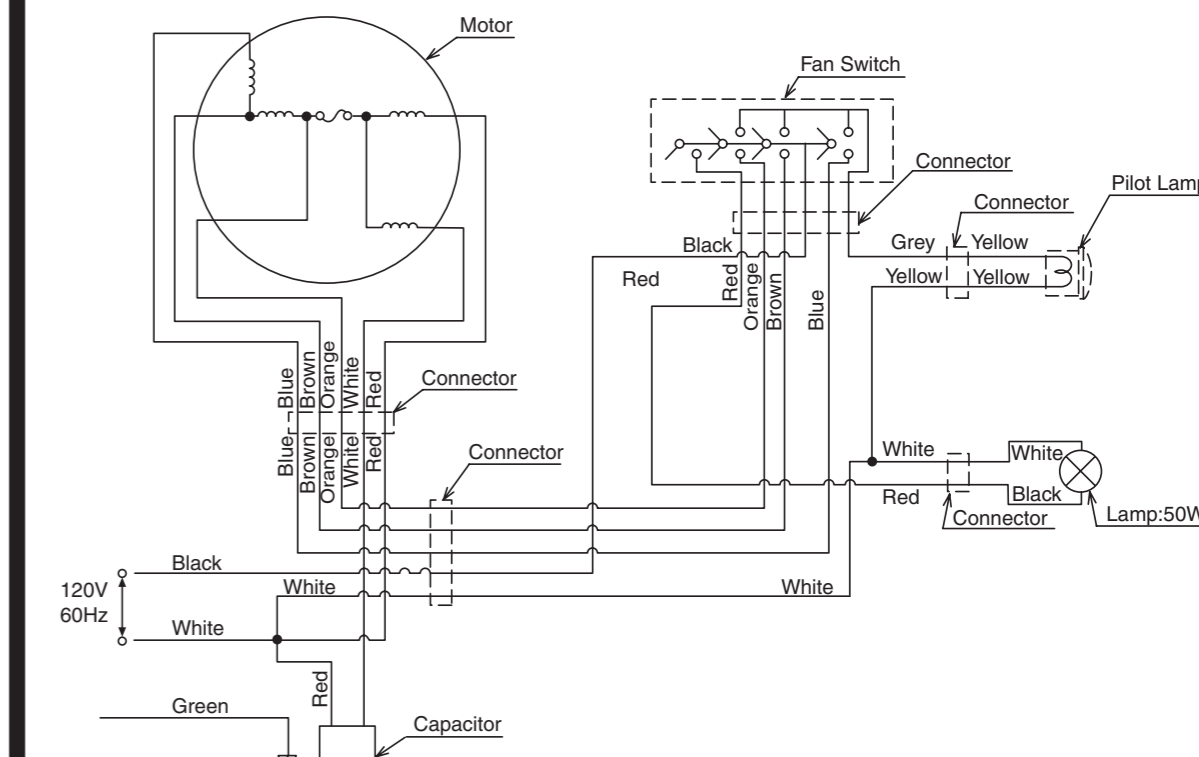 Motor
Fan Switch
Connector
Connector
Pilot Lamp
Black
Grey
Yellow
Red
Red
Orange
Brown
Blue
Yellow
Yellow
Blue
Brown
Orange
White
Red
Connector
Blue
Brown
Orange
White
Red
Connector
White
White
Red
Black
Connector
Lamp:50W
Black
120V
60Hz
White
White
White
Red
Green
Capacitor